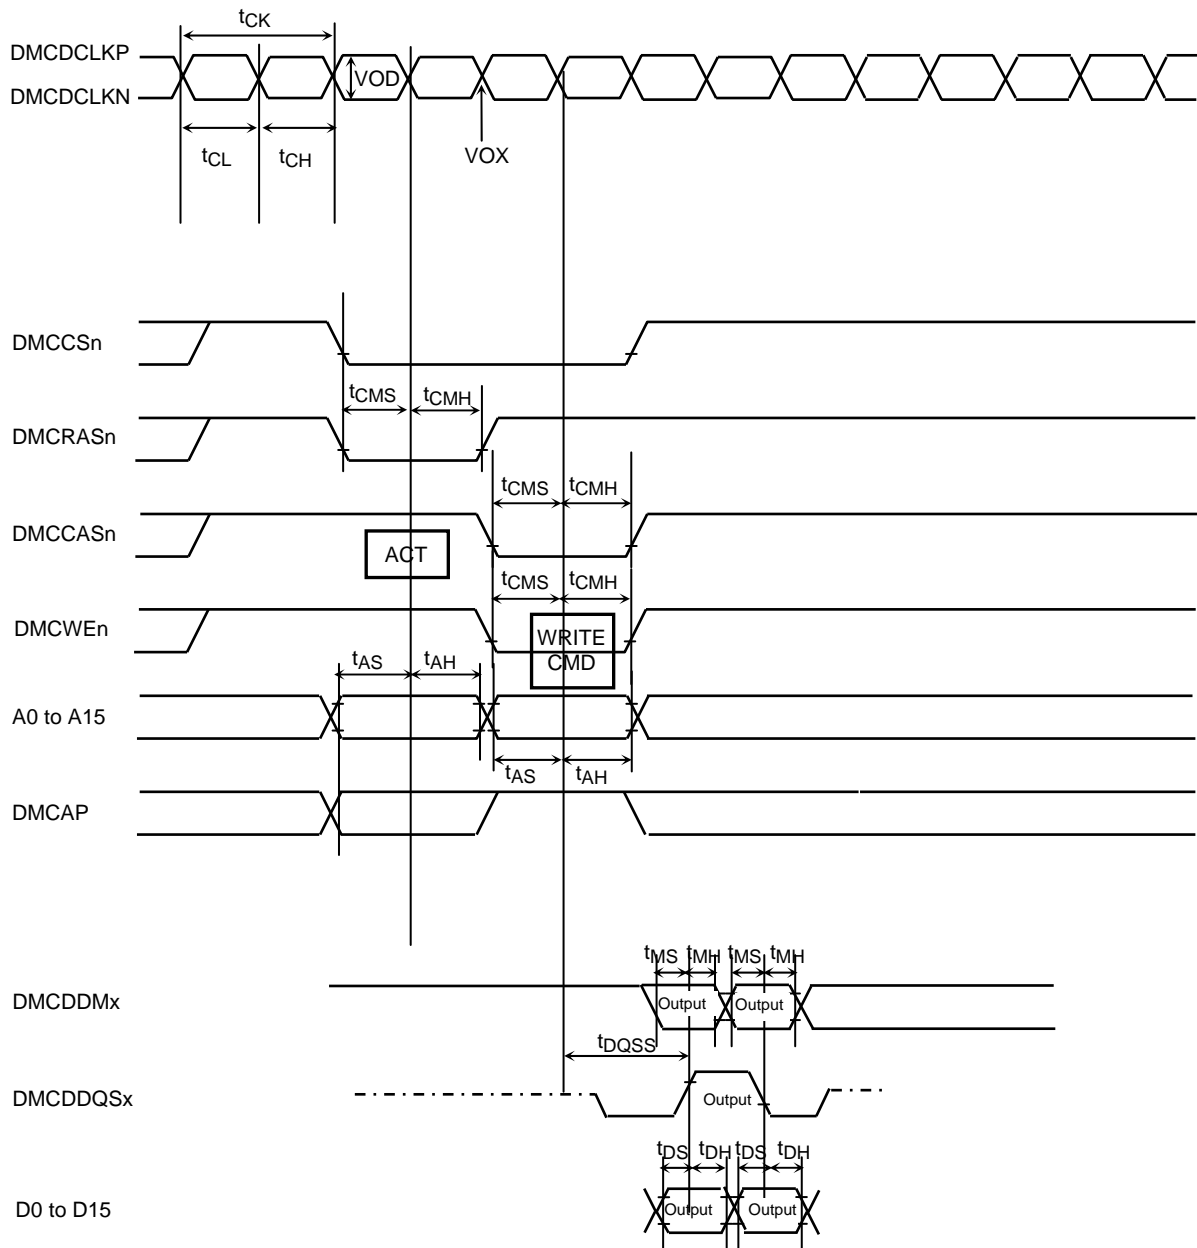 tCK
DMCDCLKP
VOD
DMCDCLKN
tCL tCH VOX
DMCCSn
tCMS tCMH
DMCRASn
tCMS tCMH
DMCCASn
ACT
tCMS tCMH
DMCWEn
WRITE
CMD
tAS tAH
A0 to A15
tAS tAH
DMCAP
tMS tMH tMS tMH
DMCDDMx Output Output
tDQSS
DMCDDQSx Output
tDS tDH tDS tDH
D0 to D15 Output Output